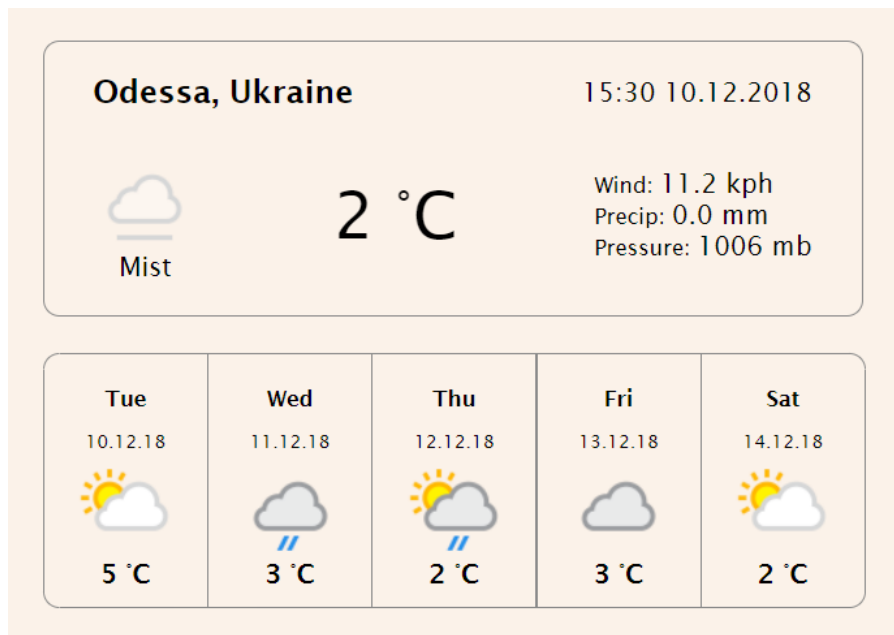 Odessa, Ukraine 15:30 10.12.2018
2 °C
Wind: 11.2 kph
Precip: 0.0 mm
Pressure: 1006 mb
Mist
Tue Wed Thu Fri Sat
10.12.18 11.12.18 12.12.18 13.12.18 14.12.18
5 °C 3 °C 2 °C 3 °C 2 °C